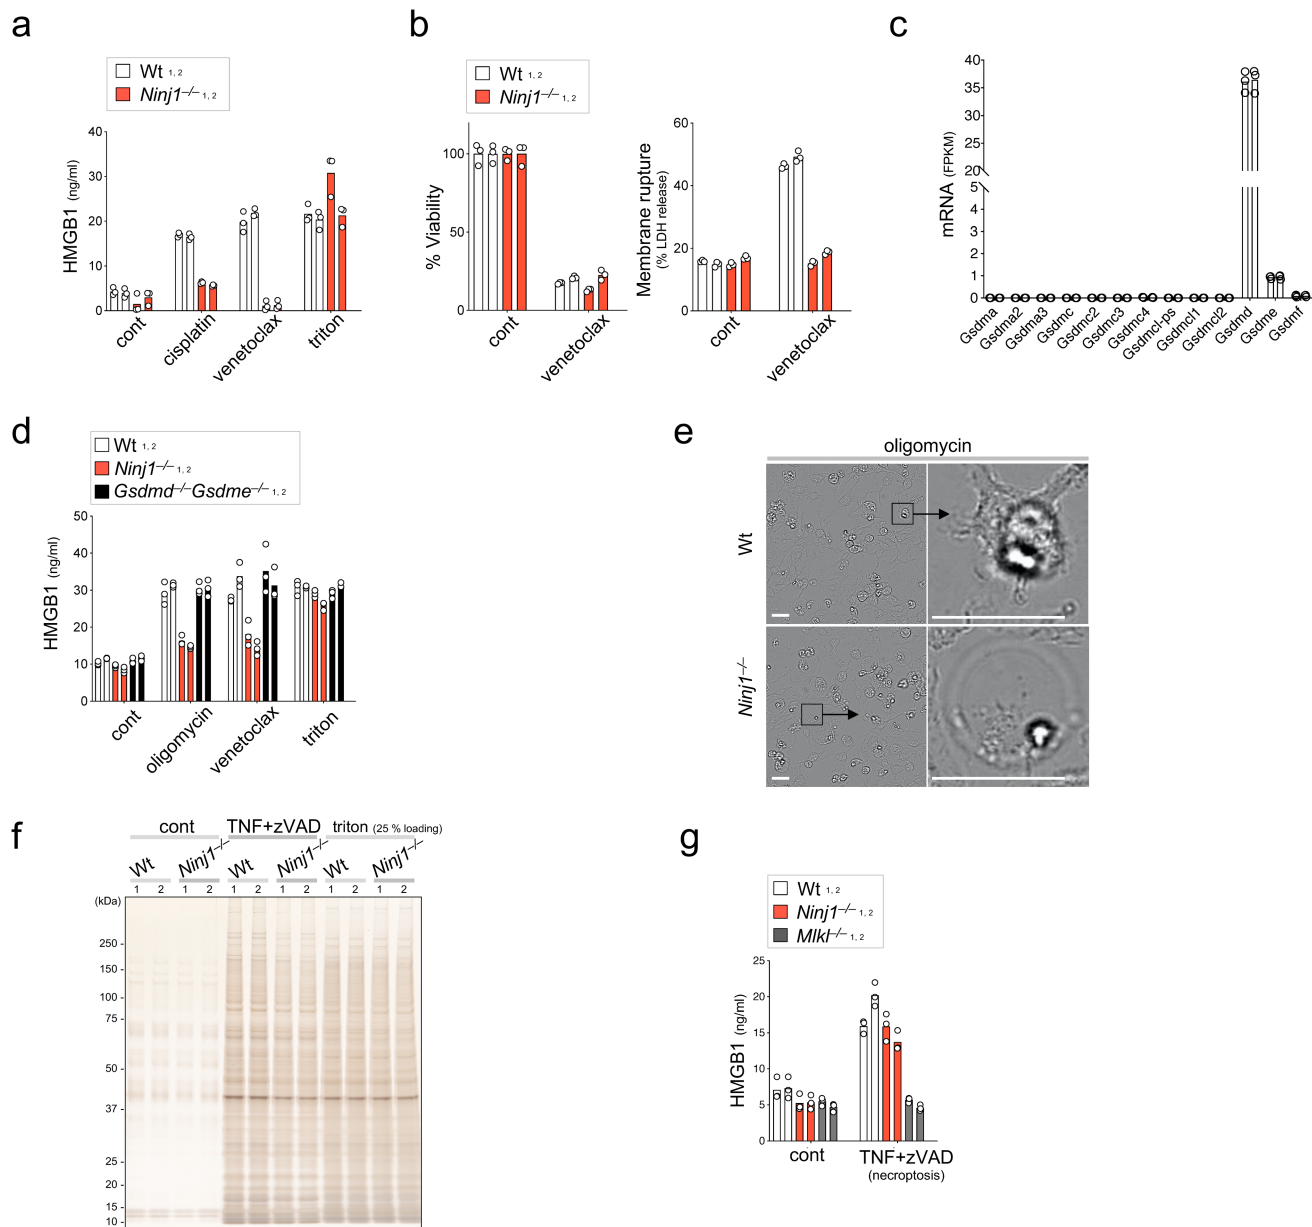 a
Wt 1, 2
Ninj1–/– 1, 2
HMGB1 (ng/ml)
40
30
20
10
0
cont
cisplatin
venetoclax
triton
b
Wt 1, 2
Ninj1–/– 1, 2
% Viability
100
50
0
cont
venetoclax
Membrane rupture
(% LDH release)
60
40
20
0
cont
venetoclax
c
mRNA (FPKM)
40
35
30
25
20
5
4
3
2
1
0
Gsdma
Gsdma2
Gsdma3
Gsdmc
Gsdmc2
Gsdmc3
Gsdmc4
Gsdmcl-ps
Gsdmcl1
Gsdmcl2
Gsdmd
Gsdme
Gsdmf
d
Wt 1, 2
Ninj1–/– 1, 2
Gsdmd–/–Gsdme–/– 1, 2
HMGB1 (ng/ml)
50
40
30
20
10
0
cont
oligomycin
venetoclax
triton
e
oligomycin
Wt
Ninj1–/–
f
cont TNF+zVAD triton (25 % loading)
Wt Ninj1–/– Wt Ninj1–/– Wt Ninj1–/–
1 2 1 2 1 2 1 2 1 2 1 2
(kDa)
250 -
150 -
100 -
75 -
50 -
37 -
25 -
20 -
15 -
10 -
g
Wt 1, 2
Ninj1–/– 1, 2
Mlkl–/– 1, 2
HMGB1 (ng/ml)
25
20
15
10
5
0
cont
TNF+zVAD
(necroptosis)